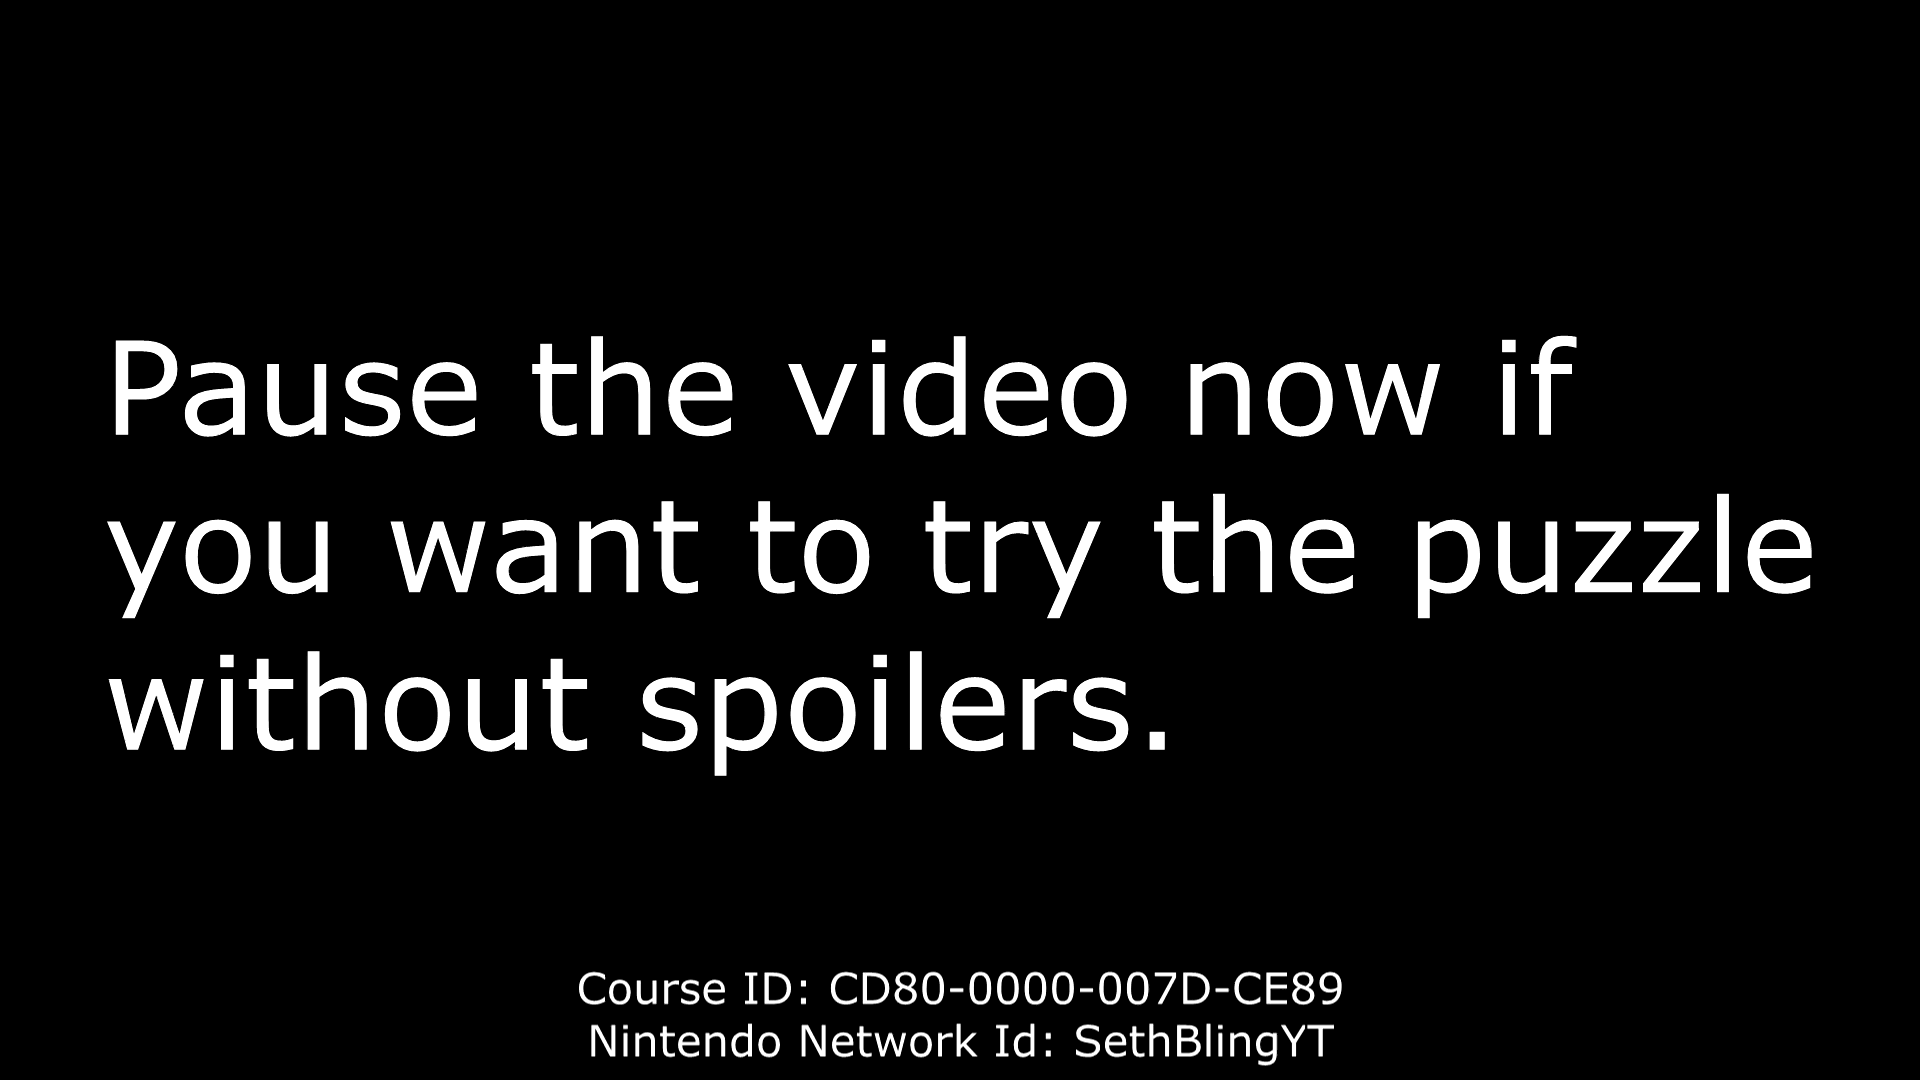 Pause the video now if
you want to try the puzzle
without spoilers.
Course ID: CD80-0000-007D-CE89
Nintendo Network Id: SethBlingYT